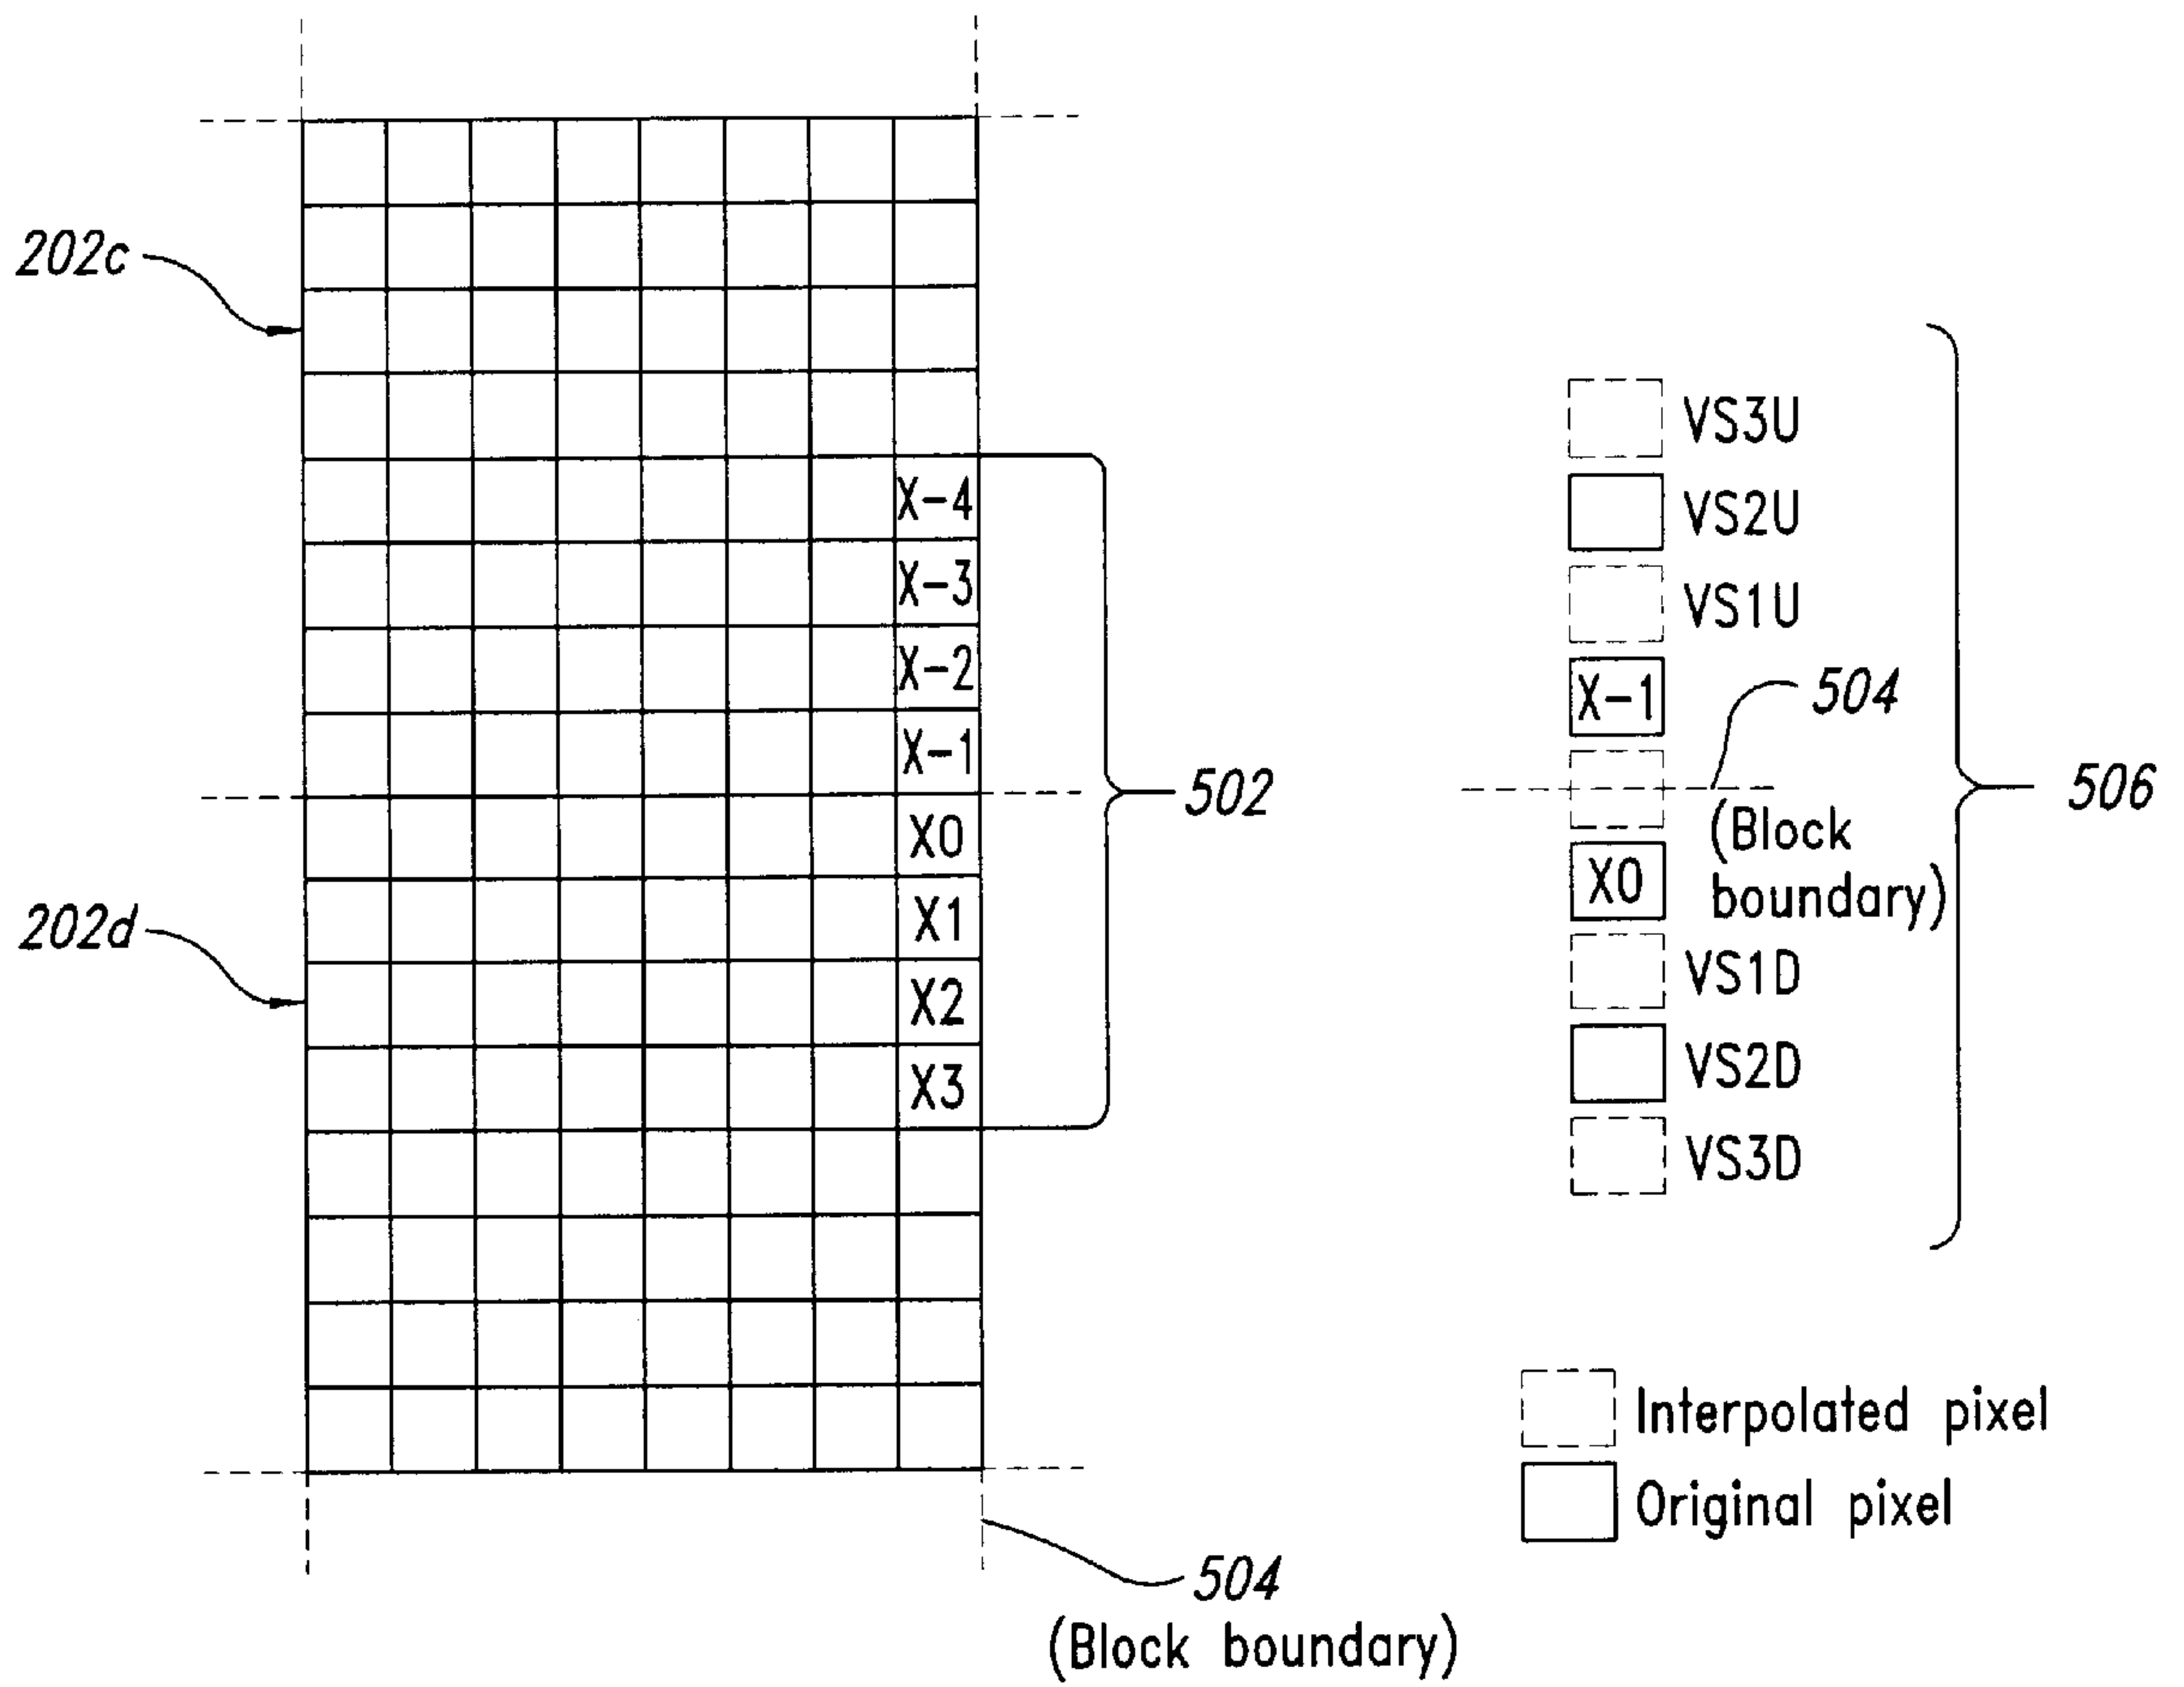 202c
X-4
X-3
X-2
X-1
X0
X1
X2
X3
502
202d
504
(Block boundary)
VS3U
VS2U
VS1U
X-1
504
(Block
boundary)
X0
VS1D
VS2D
VS3D
506
Interpolated pixel
Original pixel